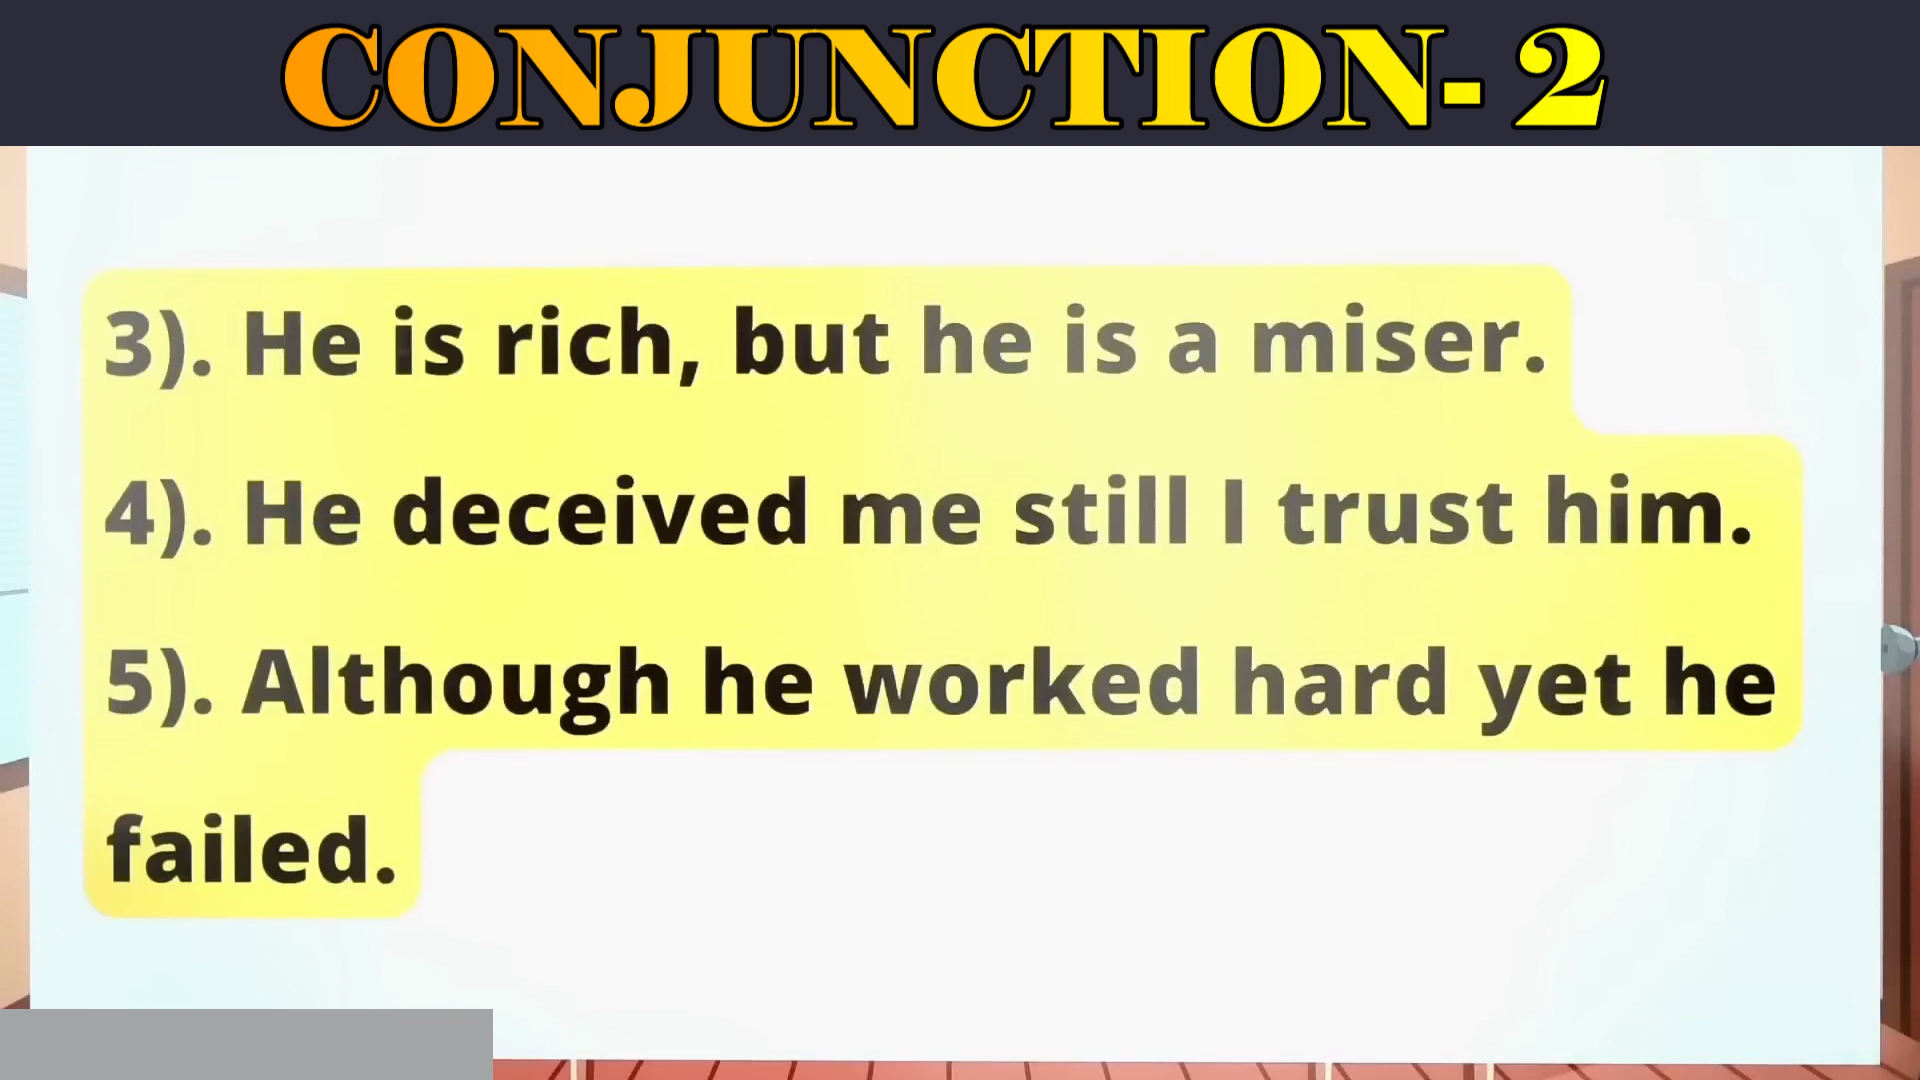 CONJUNCTION- 2
3). He is rich, but he is a miser.
4). He deceived me still I trust him.
5). Although he worked hard yet he
failed.